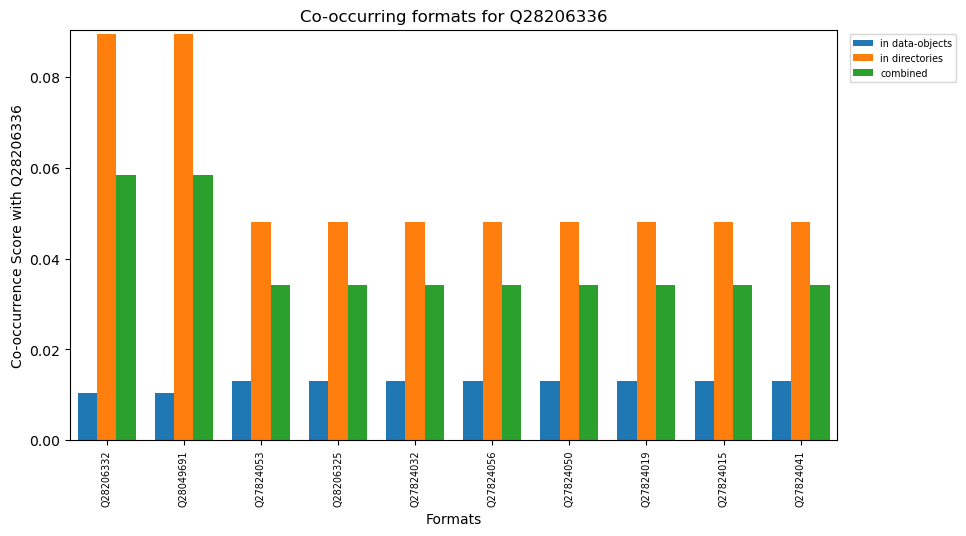 Co-occurring formats for Q28206336
in data-objects
in directories
combined
Co-occurrence Score with Q28206336
0.08
0.06
0.04
0.02
0.00
Q28206332
Q28049691
Q27824053
Q28206325
Q27824032
Q27824056
Q27824050
Q27824019
Q27824015
Q27824041
Formats